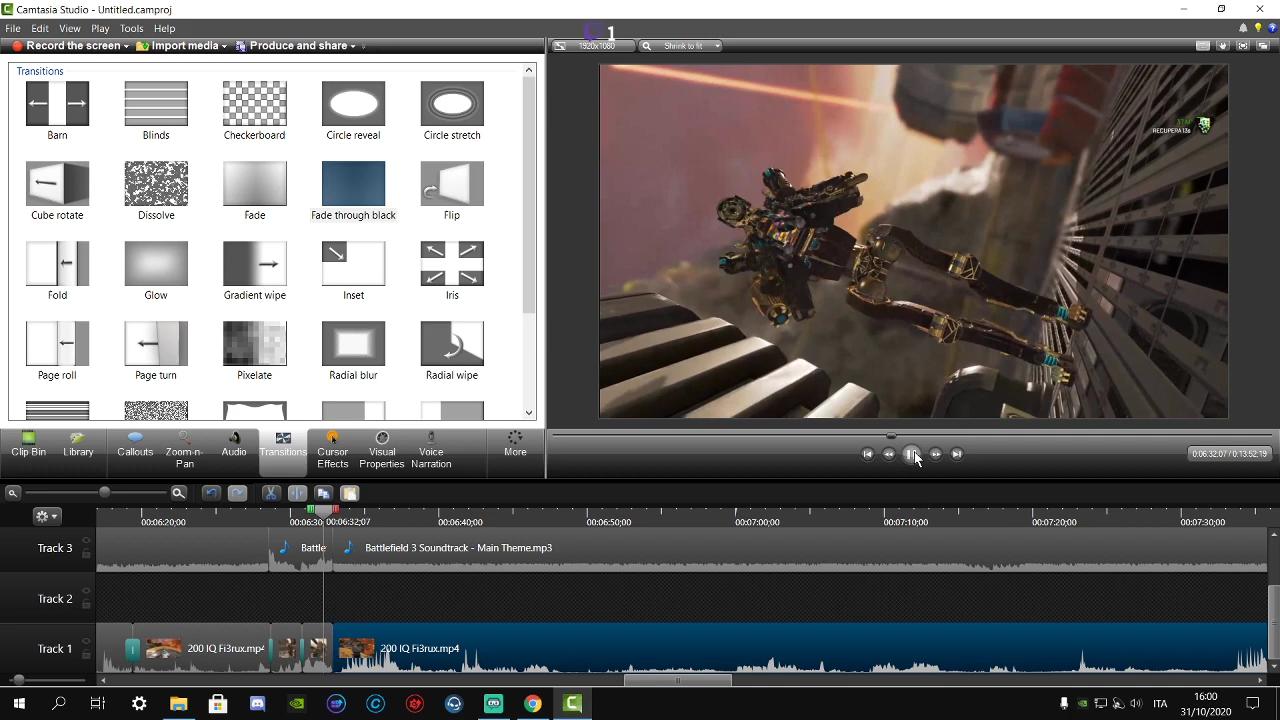 Camtasia Studio - Untitled.camproj
File Edit View Play Tools Help
1
Record the screen Import media Produce and share
1920x1080 Shrink to fit
Transitions
Barn Blinds Checkerboard Circle reveal Circle stretch
Cube rotate Dissolve Fade Fade through black Flip
Fold Glow Gradient wipe Inset Iris
Page roll Page turn Pixelate Radial blur Radial wipe
RECUPERA 136
Clip Bin Library Callouts Zoom-n-Pan Audio Transitions Cursor Effects Visual Properties Voice Narration More
0:06:32.07 / 0:13:52;19
00:06:20;00 00:06:30 00:06:32;07 00:06:40;00 00:06:50;00 00:07:00;00 00:07:10;00 00:07:20;00 00:07:30;00
Track 3 Battle Battlefield 3 Soundtrack - Main Theme.mp3
Track 2
Track 1 200 IQ Fi3rux.mp4 200 IQ Fi3rux.mp4
ITA 16:00
31/10/2020